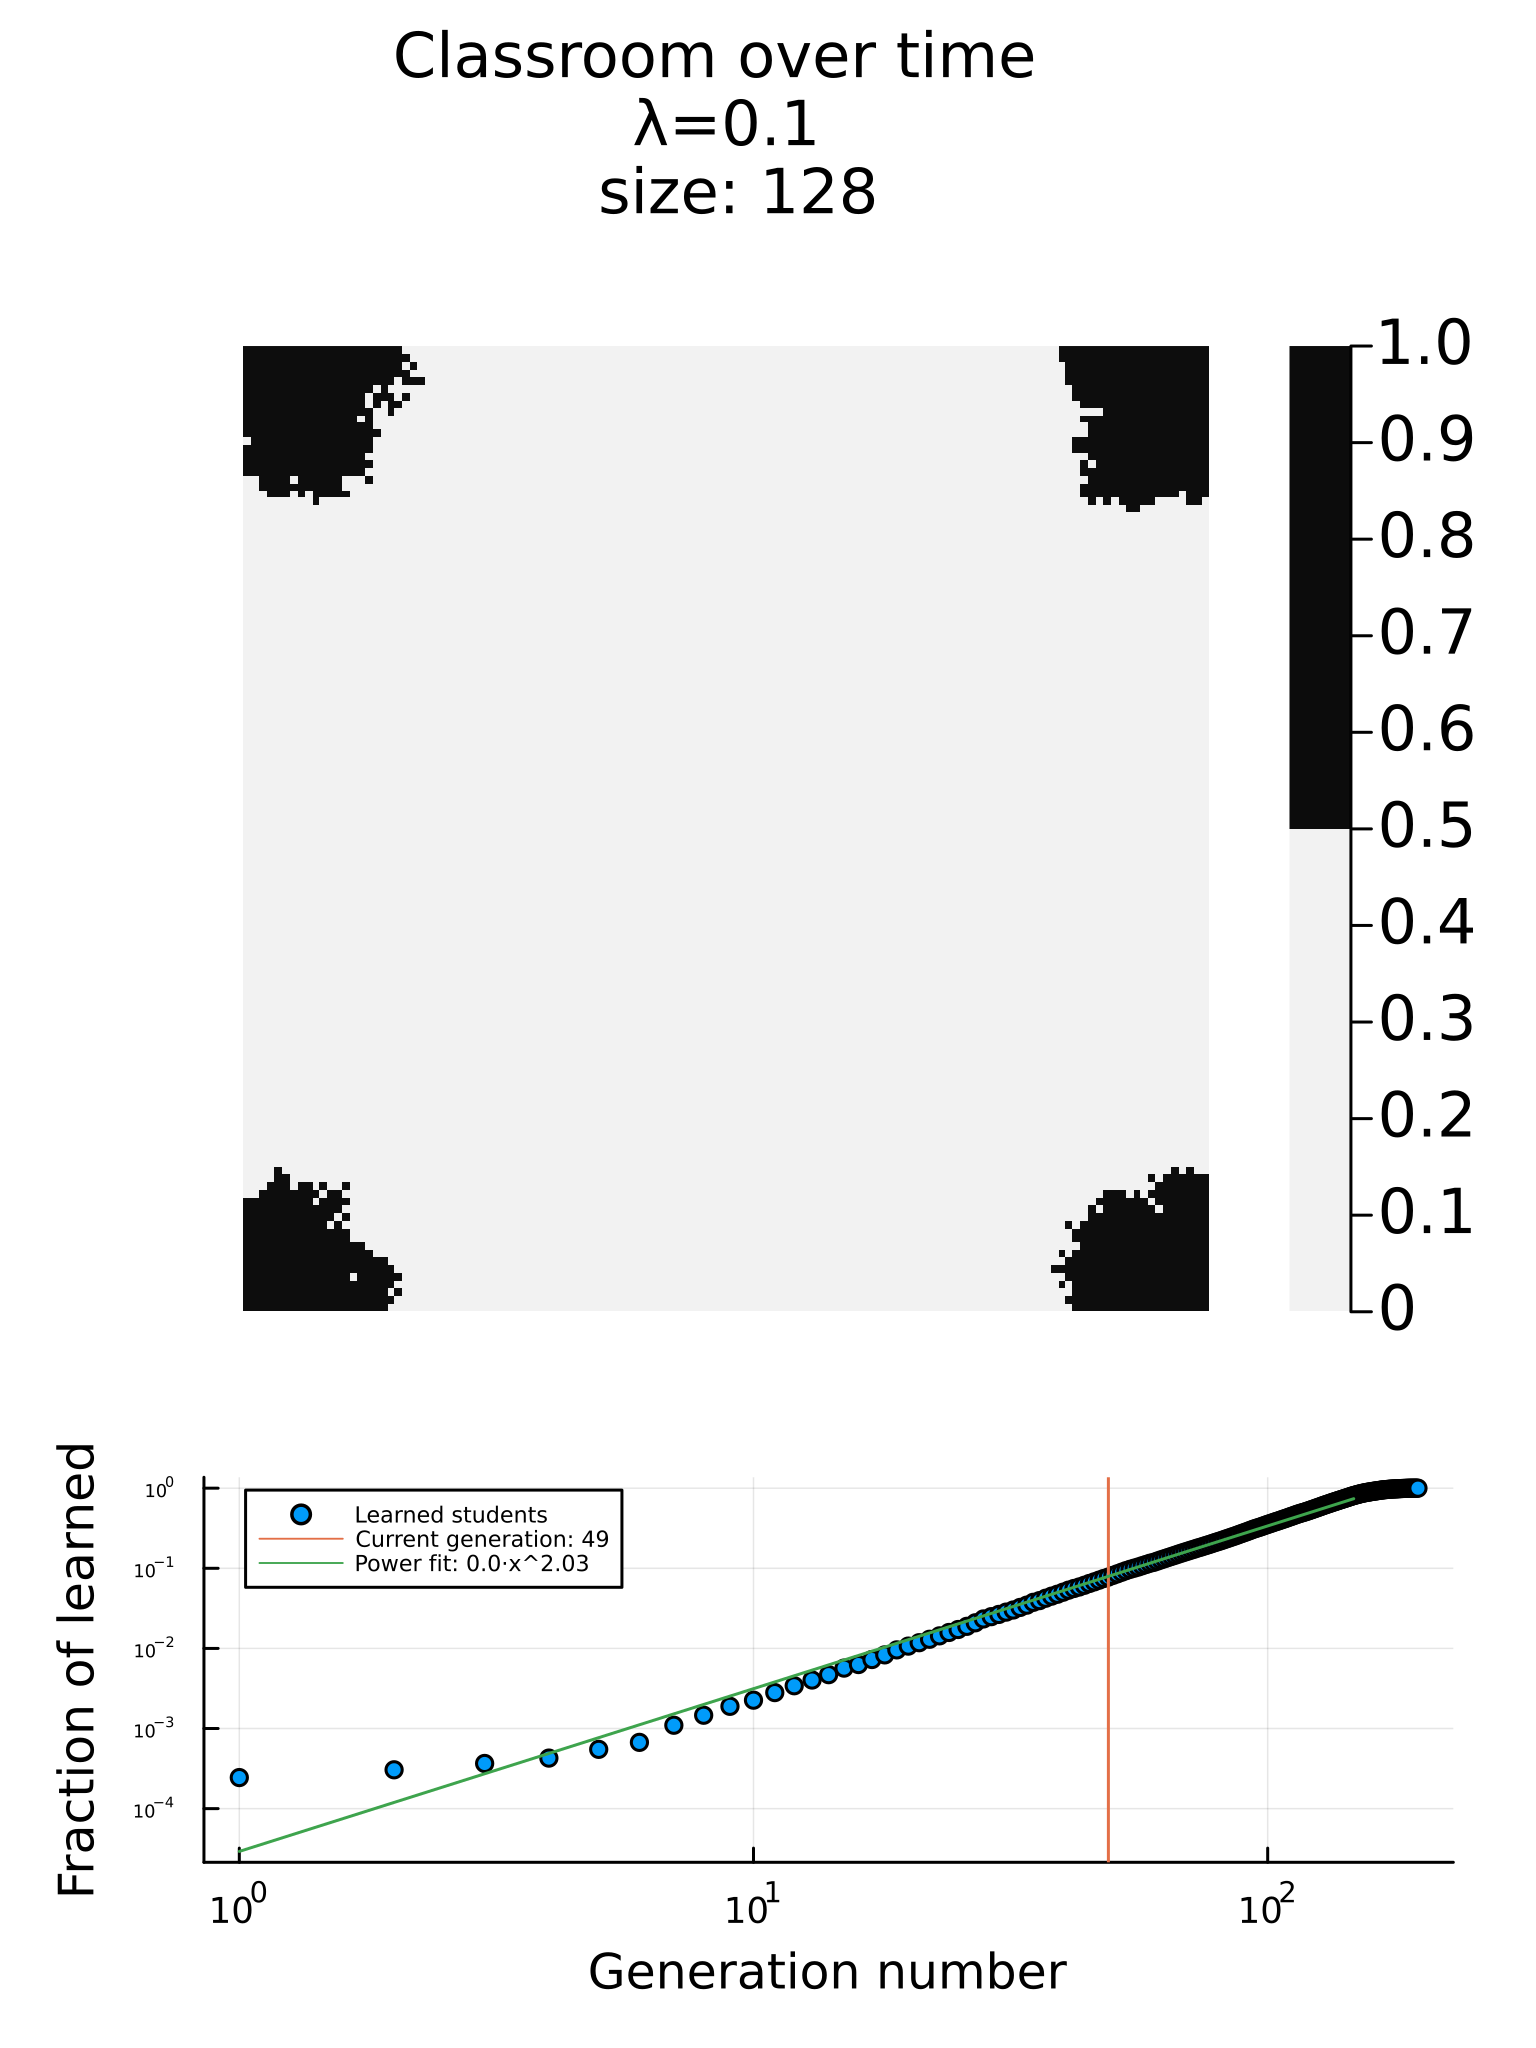 Classroom over time
λ=0.1
size: 128
1.0
0.9
0.8
0.7
0.6
0.5
0.4
0.3
0.2
0.1
0
Fraction of learned
10^0
10^-1
10^-2
10^-3
10^-4
Learned students
Current generation: 49
Power fit: 0.0·x^2.03
10^0 10^1 10^2
Generation number